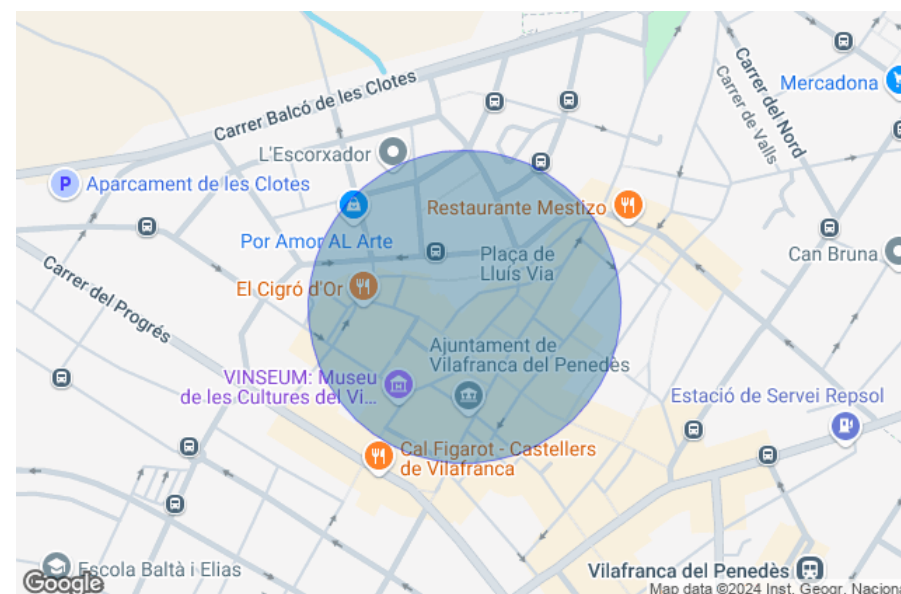 Carrer Balcó de les Clotes
Carrer del Nord
Carrer de Valls
Mercadona
L'Escorxador
P
Aparcament de les Clotes
Restaurante Mestizo
Por Amor AL Arte
Plaça de
Lluís Via
Can Bruna
El Cigró d'Or
Carrer del Progrés
Ajuntament de
Vilafranca del Penedès
VINSEUM: Museu
de les Cultures del Vi...
Estació de Servei Repsol
Cal Figarot - Castellers
de Vilafranca
Escola Baltà i Elias
Vilafranca del Penedès
Google
Map data ©2024 Inst. Geogr. Naciona